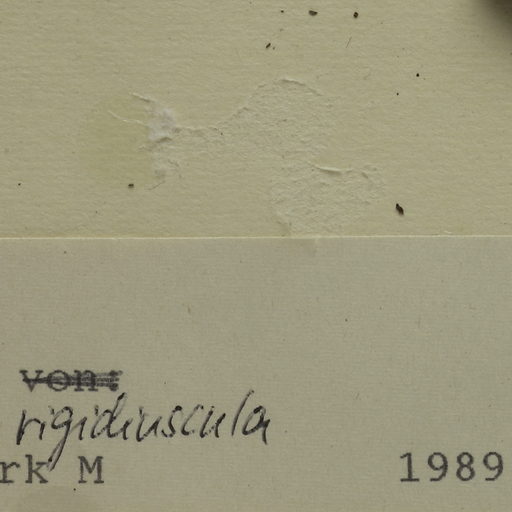 von:
rigidiuscula
rk M 1989